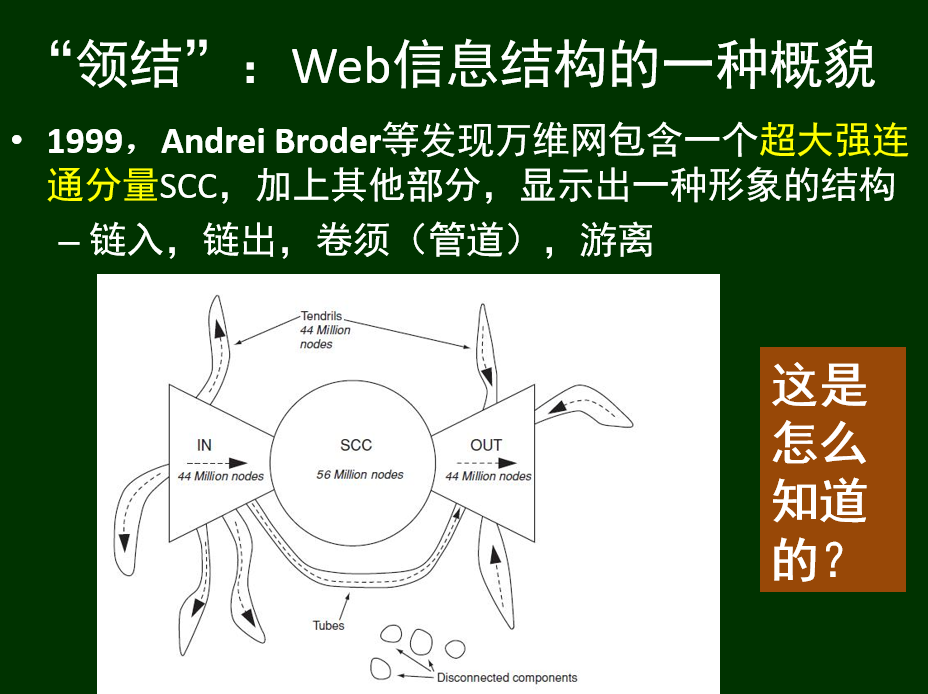 “领结”：Web信息结构的一种概貌
• 1999，Andrei Broder等发现万维网包含一个超大强连
通分量SCC，加上其他部分，显示出一种形象的结构
– 链入，链出，卷须（管道），游离
Tendrils
44 Million
nodes
IN
44 Million nodes
SCC
56 Million nodes
OUT
44 Million nodes
Tubes
Disconnected components
这是
怎么
知道
的？